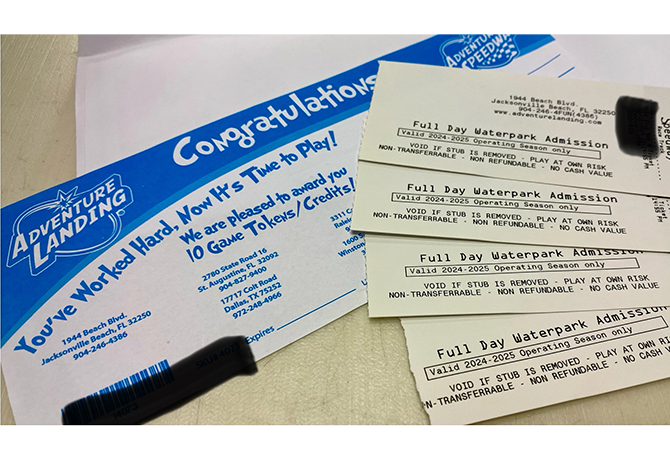 ADVENTURE LANDING
Congratulations
ADVENTURE
SPEEDWAY
You've Worked Hard, Now It's Time to Play!
We are pleased to award you
10 Game Tokens/Credits!
1944 Beach Blvd.
Jacksonville Beach, FL 32250
904-246-4386
2780 State Road 16
St. Augustine, FL 32092
904-827-9400
17717 Coit Road
Dallas, TX 75252
972-248-4966
3311
1600
Winston
Expires
1944 Beach Blvd.
Jacksonville Beach, FL 32250
904-246-4FUN(4386)
www.adventurelanding.com
Full Day Waterpark Admission
Valid 2024-2025 Operating Season only
VOID IF STUB IS REMOVED - PLAY AT OWN RISK
NON-TRANSFERRABLE - NON REFUNDABLE - NO CASH VALUE
Full Day Waterpark Admission
Valid 2024-2025 Operating Season only
VOID IF STUB IS REMOVED - PLAY AT OWN RISK
NON-TRANSFERRABLE - NON REFUNDABLE - NO CASH VALUE
Full Day Waterpark Admission
Valid 2024-2025 Operating Season only
VOID IF STUB IS REMOVED - PLAY AT OWN RISK
NON-TRANSFERRABLE - NON REFUNDABLE - NO CASH VALUE
Full Day Waterpark Admission
Valid 2024-2025 Operating Season only
VOID IF STUB IS REMOVED - PLAY AT OWN R
N-TRANSFERRABLE - NON REFUNDABLE - NO CASH V